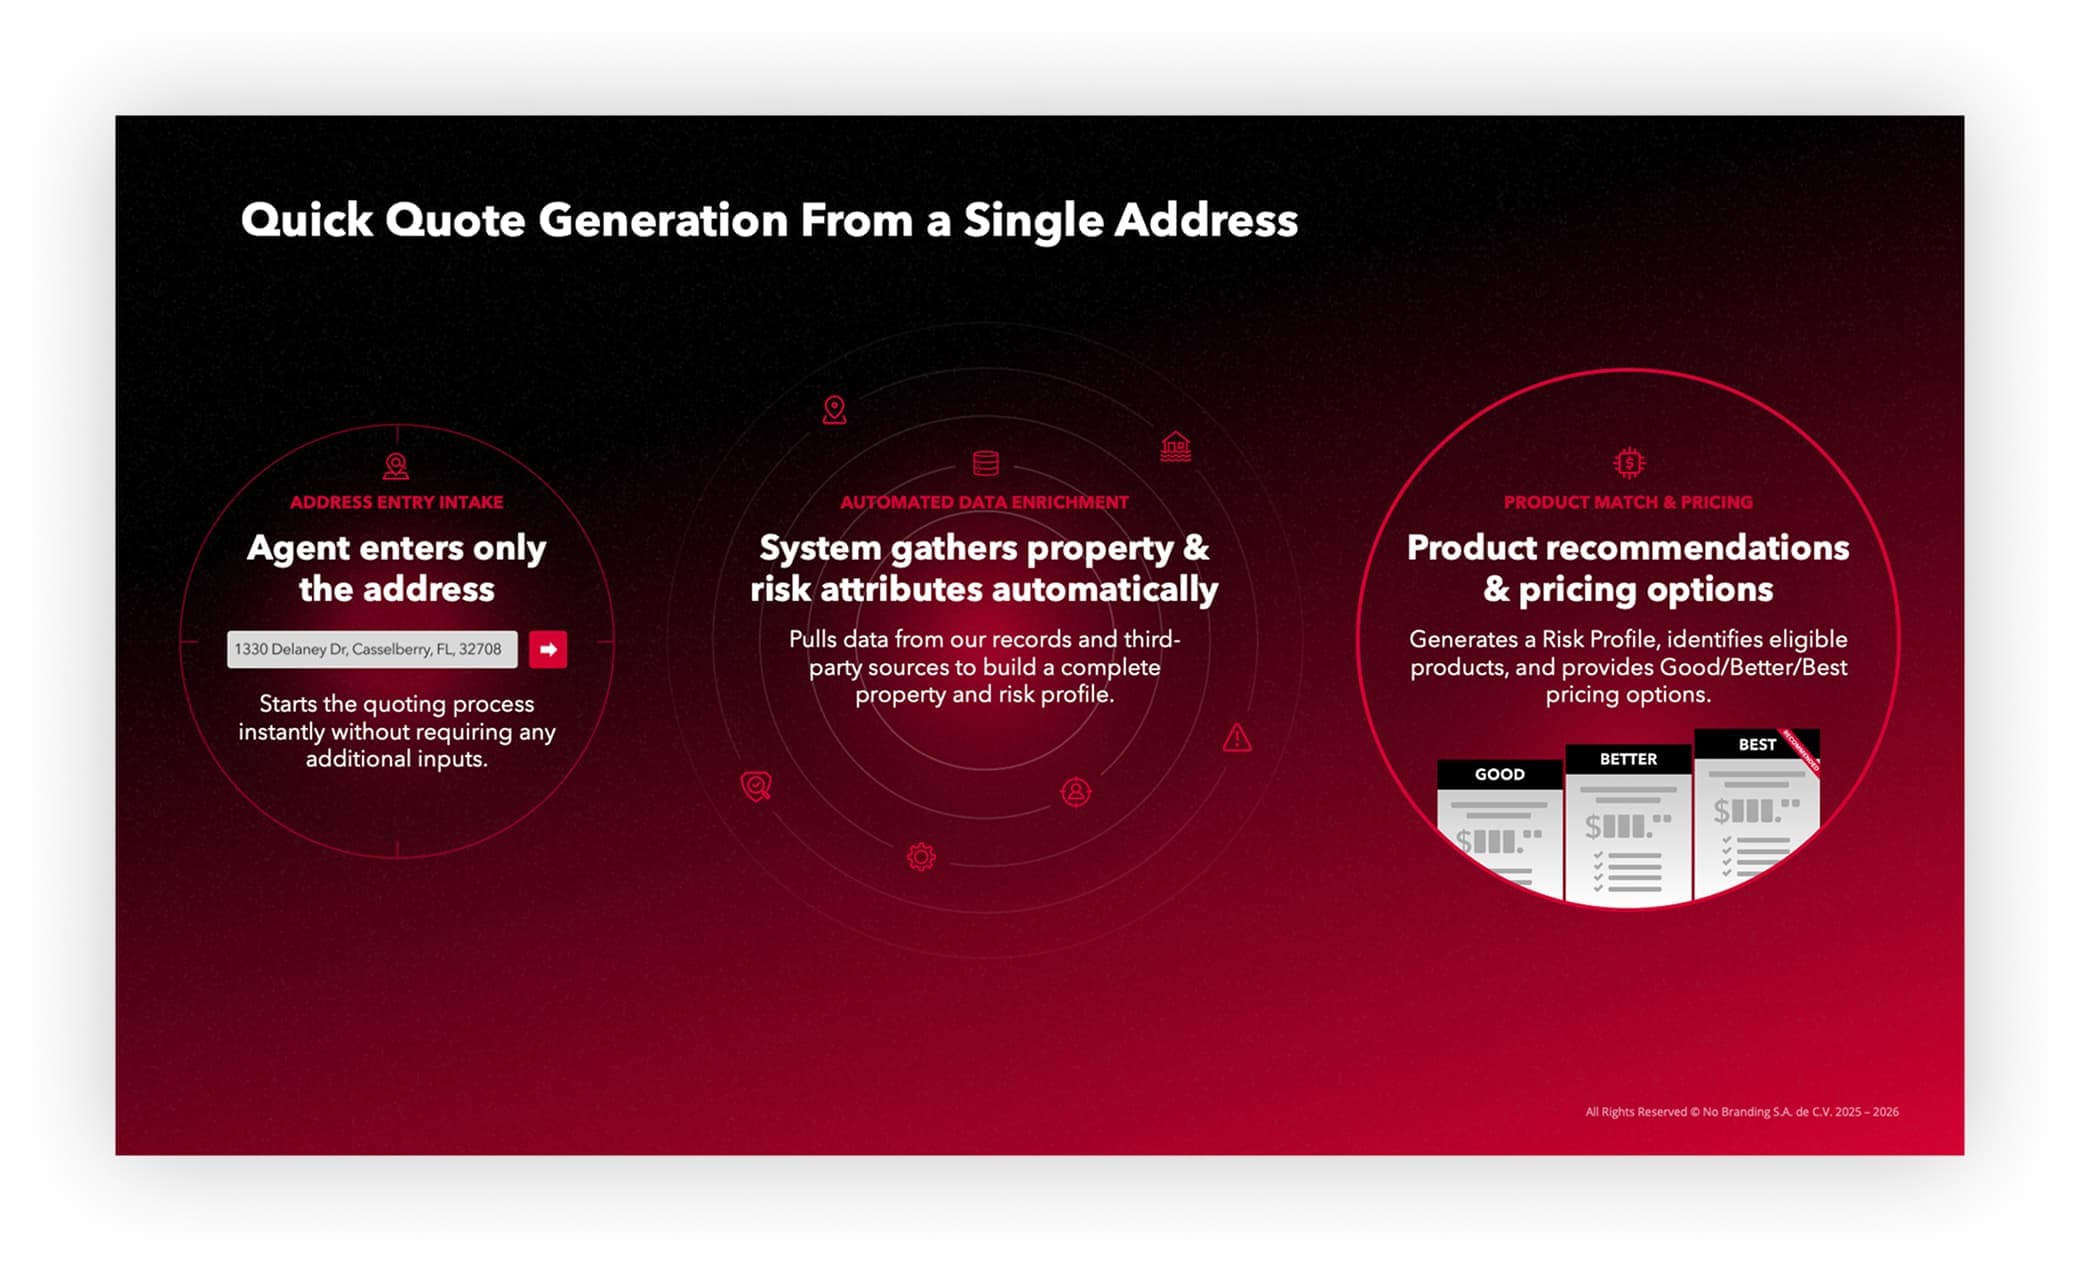 Quick Quote Generation From a Single Address
ADDRESS ENTRY INTAKE
Agent enters only
the address
1330 Delaney Dr, Casselberry, FL, 32708
Starts the quoting process
instantly without requiring any
additional inputs.
AUTOMATED DATA ENRICHMENT
System gathers property &
risk attributes automatically
Pulls data from our records and third-
party sources to build a complete
property and risk profile.
$
PRODUCT MATCH & PRICING
Product recommendations
& pricing options
Generates a Risk Profile, identifies eligible
products, and provides Good/Better/Best
pricing options.
GOOD
$
BETTER
$
BEST
RECOMMENDED
$
All Rights Reserved © No Branding S.A. de C.V. 2025 – 2026